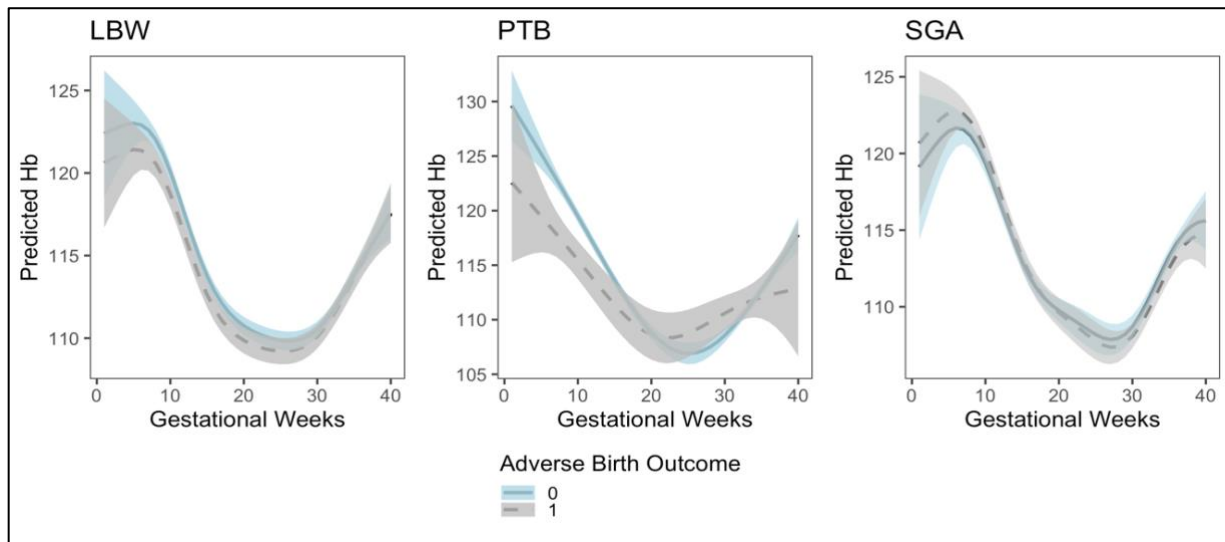 LBW
PTB
SGA
Predicted Hb
125
120
115
110
0 10 20 30 40
Gestational Weeks
Predicted Hb
130
125
120
115
110
105
0 10 20 30 40
Gestational Weeks
Predicted Hb
125
120
115
110
0 10 20 30 40
Gestational Weeks
Adverse Birth Outcome
0
1